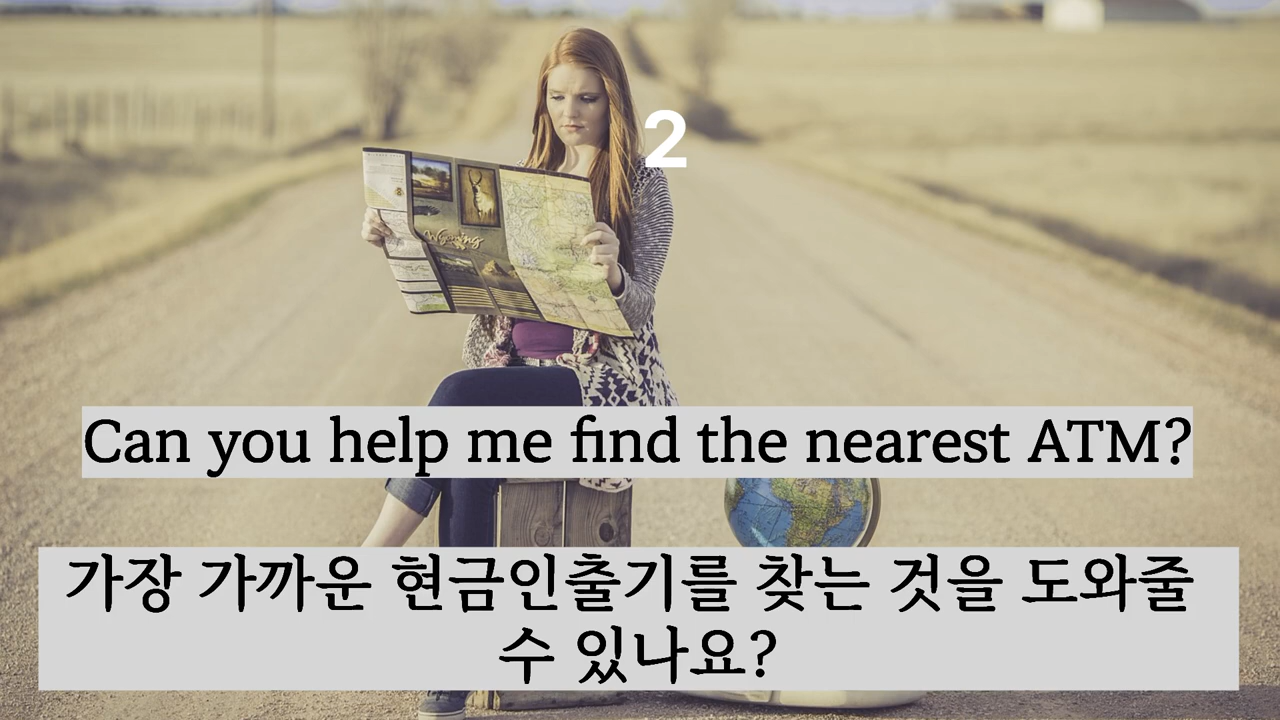 2
Wyoming
Can you help me find the nearest ATM?
가장 가까운 현금인출기를 찾는 것을 도와줄
수 있나요?